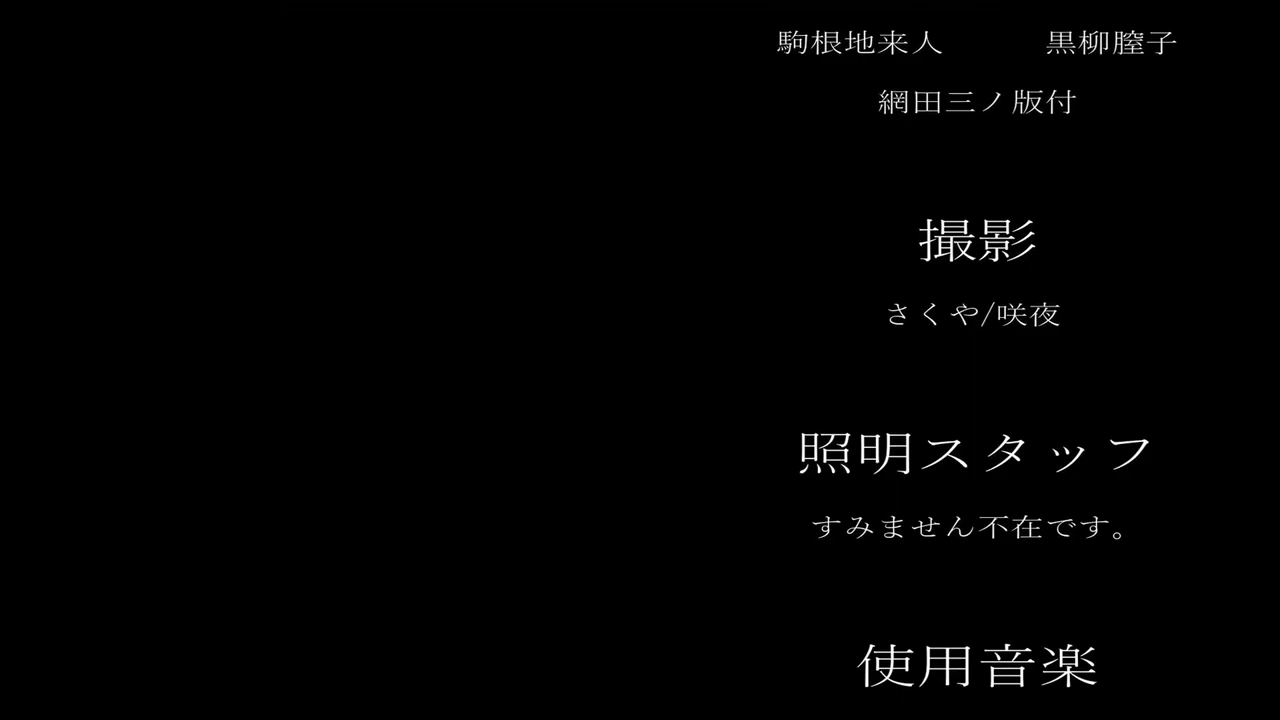 駒根地来人 黒柳膣子
網田三ノ版付
撮影
さくや/咲夜
照明スタッフ
すみません不在です。
使用音楽